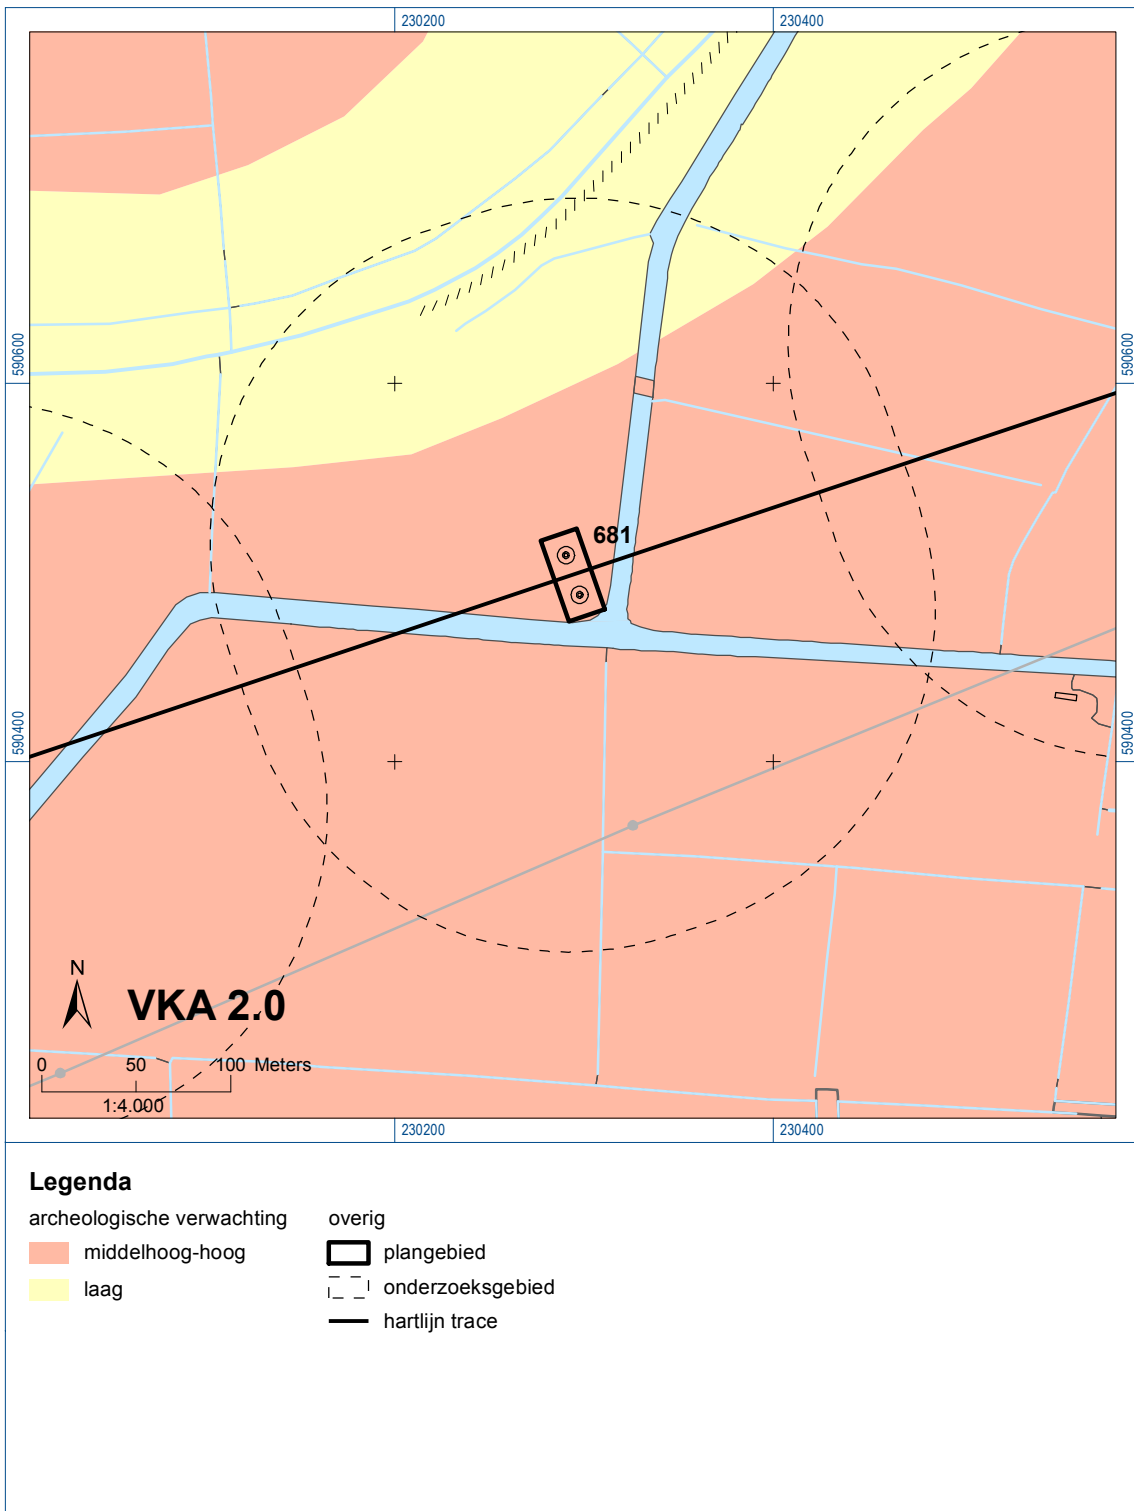 230200
230400
590600
590600
681
590400
590400
N
VKA 2.0
0 50 100 Meters
1:4.000
230200
230400
Legenda
archeologische verwachting
middelhoog-hoog
laag
overig
plangebied
onderzoeksgebied
hartlijn trace